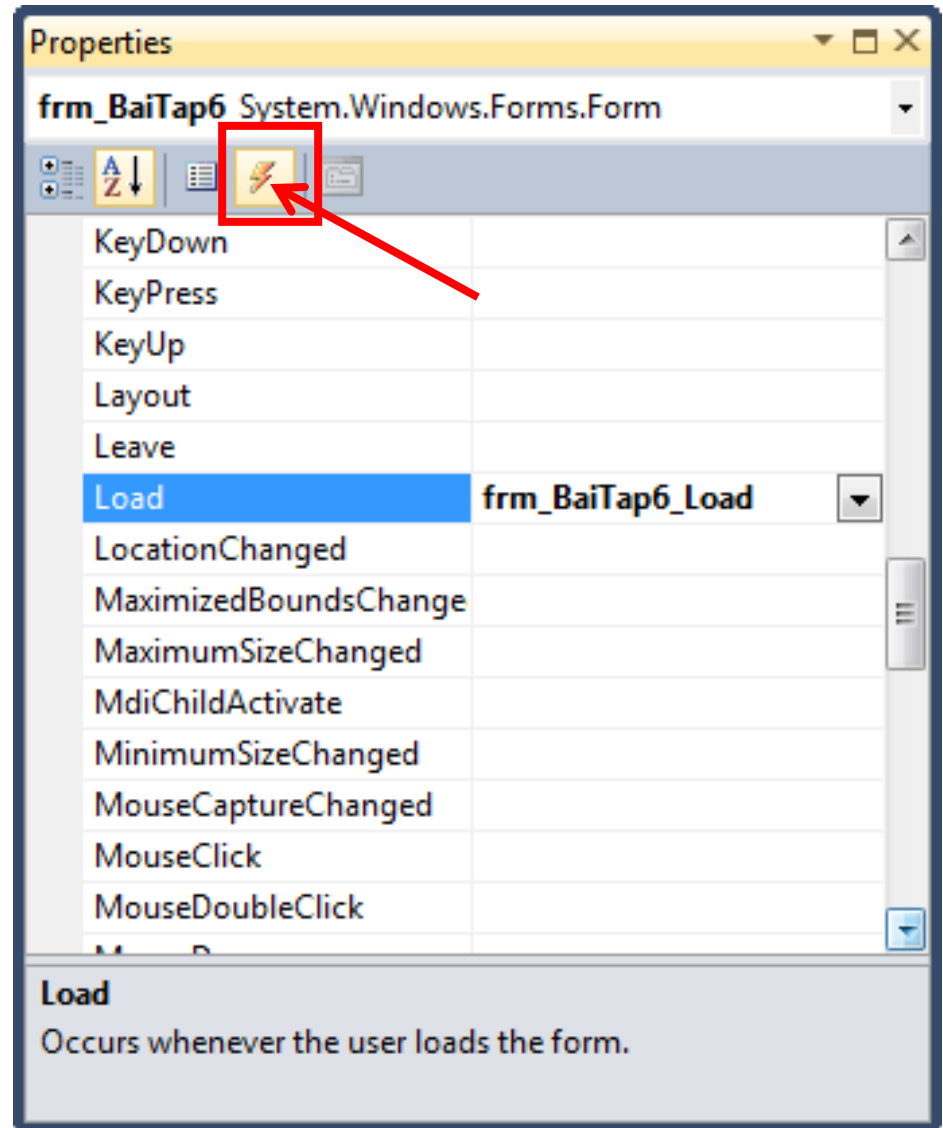 Properties
frm_BaiTap6 System.Windows.Forms.Form
A
Z
KeyDown
KeyPress
KeyUp
Layout
Leave
Load frm_BaiTap6_Load
LocationChanged
MaximizedBoundsChange
MaximumSizeChanged
MdiChildActivate
MinimumSizeChanged
MouseCaptureChanged
MouseClick
MouseDoubleClick
Load
Occurs whenever the user loads the form.